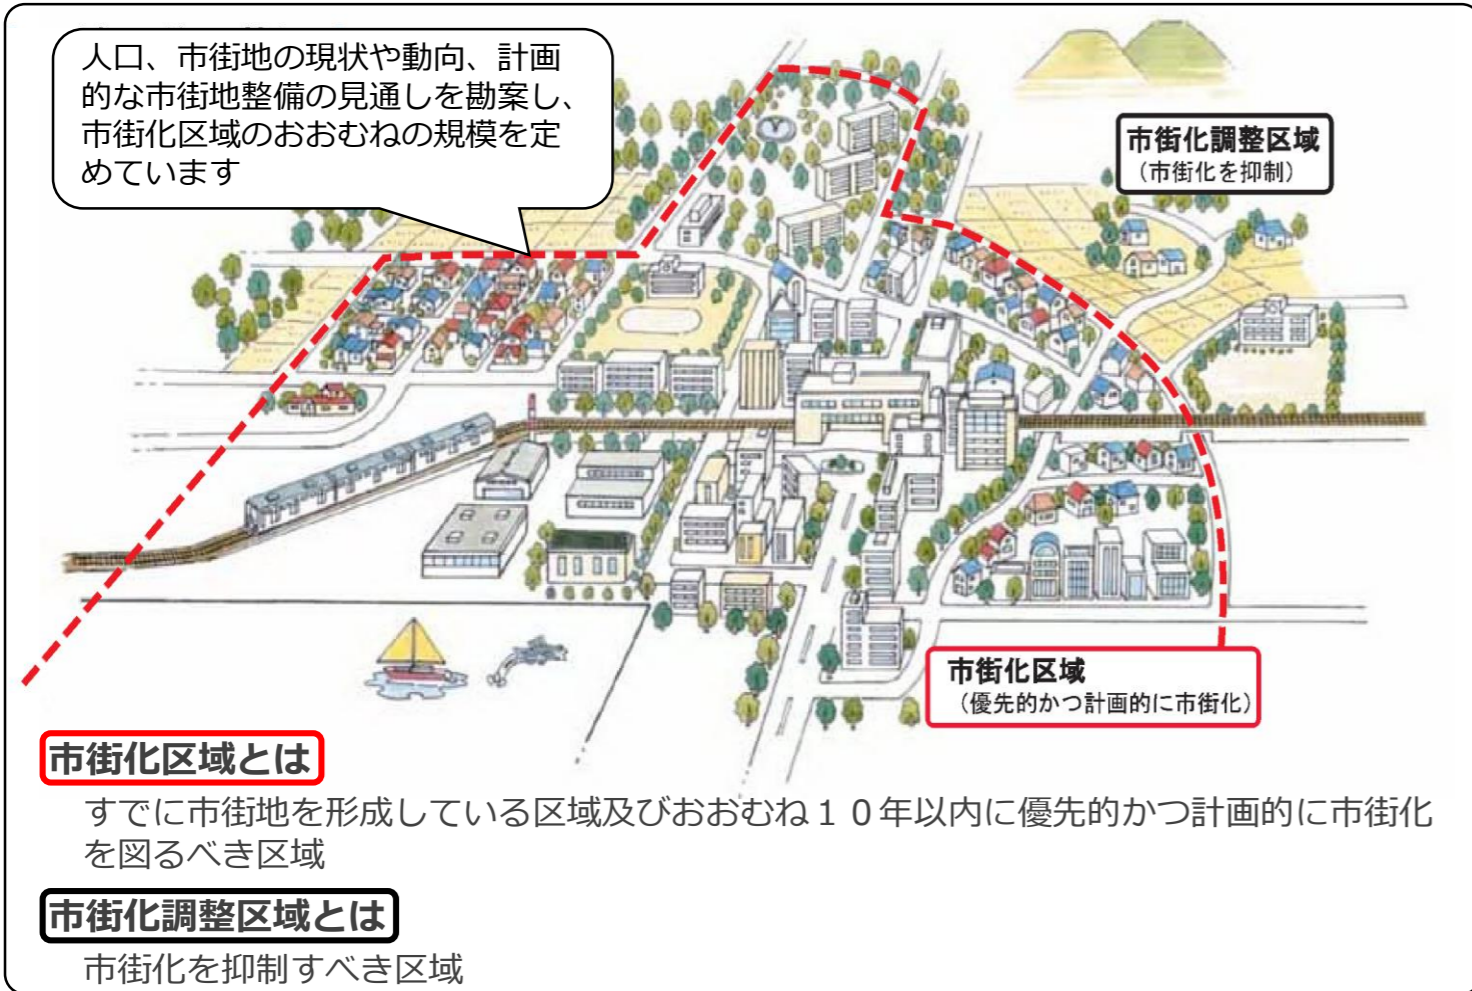 人口、市街地の現状や動向、計画
的な市街地整備の見通しを勘案し、
市街化区域のおおむねの規模を定
めています
市街化調整区域
（市街化を抑制）
市街化区域
（優先的かつ計画的に市街化）
市街化区域とは
すでに市街地を形成している区域及びおおむね１０年以内に優先的かつ計画的に市街化
を図るべき区域
市街化調整区域とは
市街化を抑制すべき区域